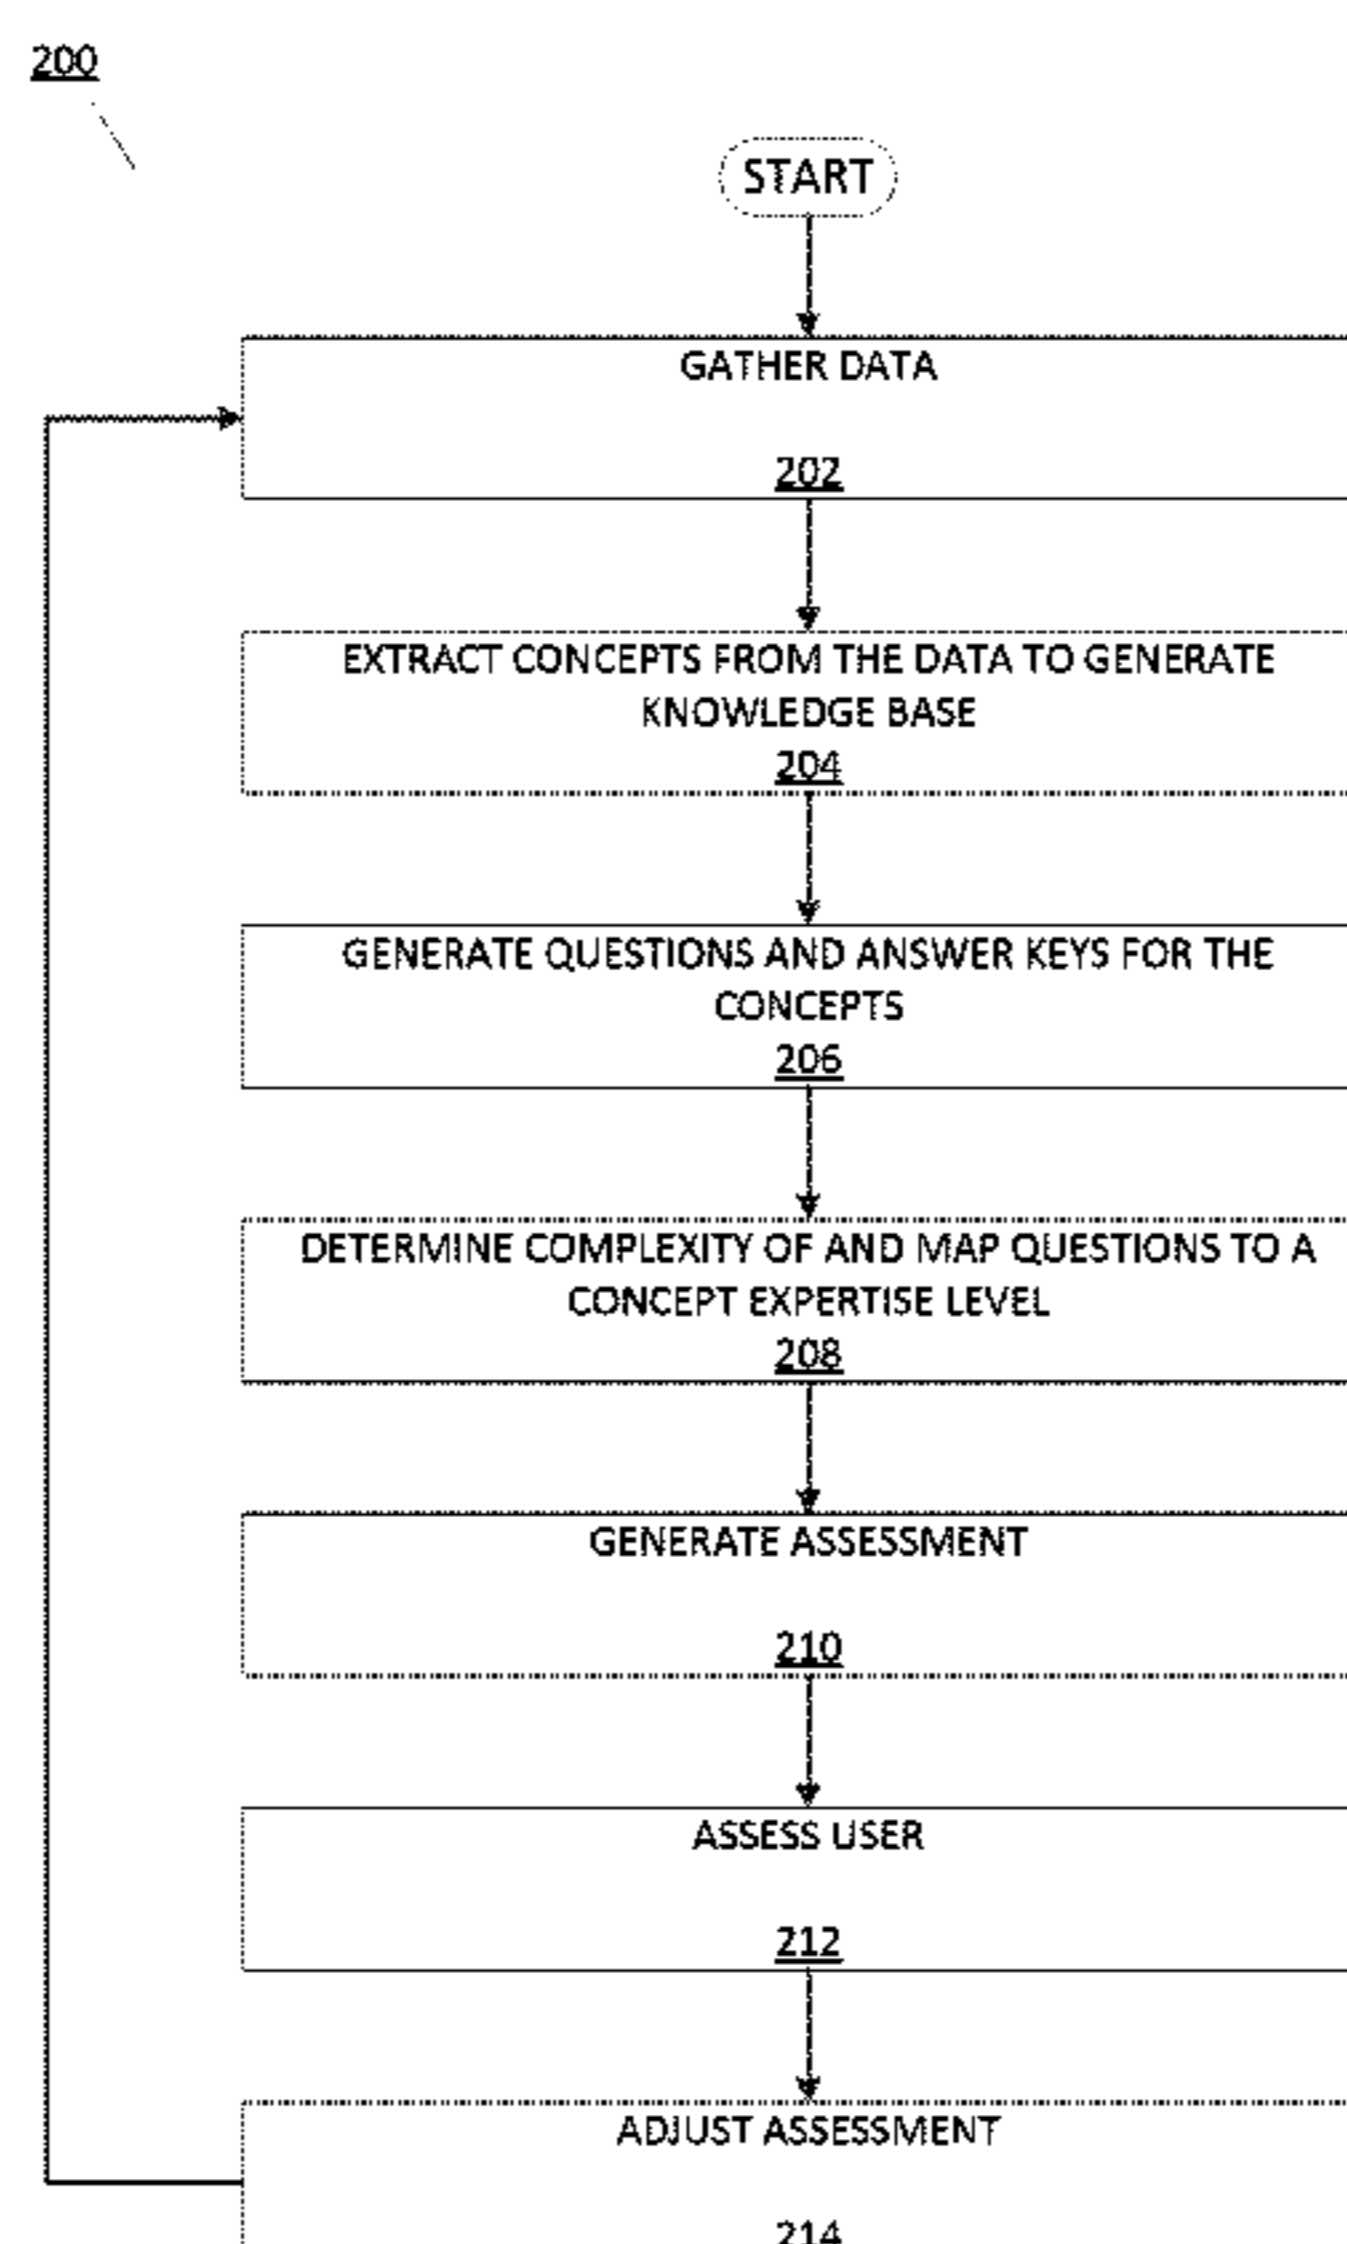 200
START
GATHER DATA
202
EXTRACT CONCEPTS FROM THE DATA TO GENERATE
KNOWLEDGE BASE
204
GENERATE QUESTIONS AND ANSWER KEYS FOR THE
CONCEPTS
206
DETERMINE COMPLEXITY OF AND MAP QUESTIONS TO A
CONCEPT EXPERTISE LEVEL
208
GENERATE ASSESSMENT
210
ASSESS USER
212
ADJUST ASSESSMENT
214